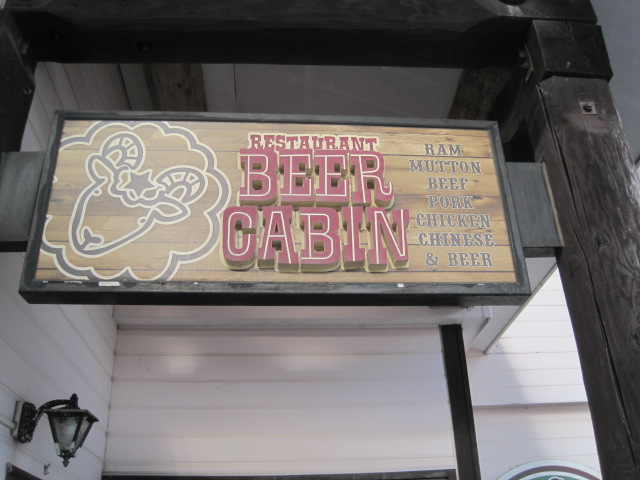 RESTAURANT
BEER
CABIN
RAM
MUTTON
BEEF
PORK
CHICKEN
CHINESE
& BEER